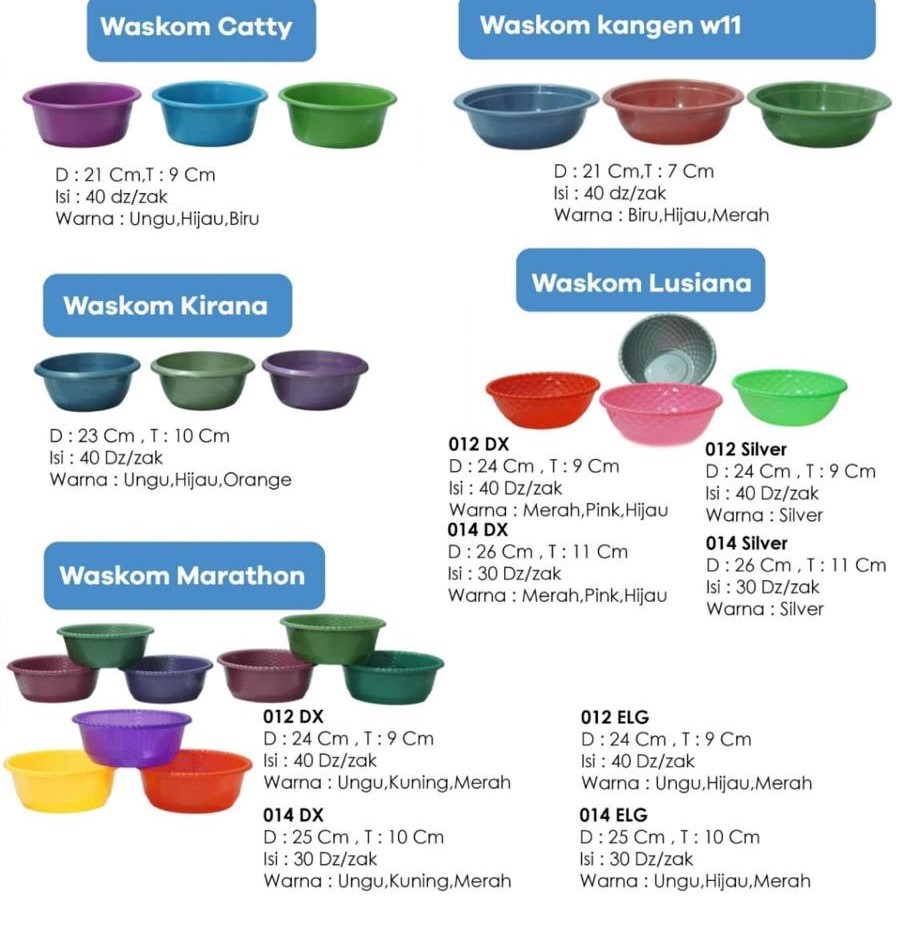 Waskom Catty
D : 21 Cm,T : 9 Cm
Isi : 40 dz/zak
Warna : Ungu,Hijau,Biru
Waskom kangen w11
D : 21 Cm,T : 7 Cm
Isi : 40 dz/zak
Warna : Biru,Hijau,Merah
Waskom Kirana
D : 23 Cm , T : 10 Cm
Isi : 40 Dz/zak
Warna : Ungu,Hijau,Orange
Waskom Lusiana
012 DX
D : 24 Cm , T : 9 Cm
Isi : 40 Dz/zak
Warna : Merah,Pink,Hijau
014 DX
D : 26 Cm , T : 11 Cm
Isi : 30 Dz/zak
Warna : Merah,Pink,Hijau
012 Silver
D : 24 Cm , T : 9 Cm
Isi : 40 Dz/zak
Warna : Silver
014 Silver
D : 26 Cm , T : 11 Cm
Isi : 30 Dz/zak
Warna : Silver
Waskom Marathon
012 DX
D : 24 Cm , T : 9 Cm
Isi : 40 Dz/zak
Warna : Ungu,Kuning,Merah
014 DX
D : 25 Cm , T : 10 Cm
Isi : 30 Dz/zak
Warna : Ungu,Kuning,Merah
012 ELG
D : 24 Cm , T : 9 Cm
Isi : 40 Dz/zak
Warna : Ungu,Hijau,Merah
014 ELG
D : 25 Cm , T : 10 Cm
Isi : 30 Dz/zak
Warna : Ungu,Hijau,Merah